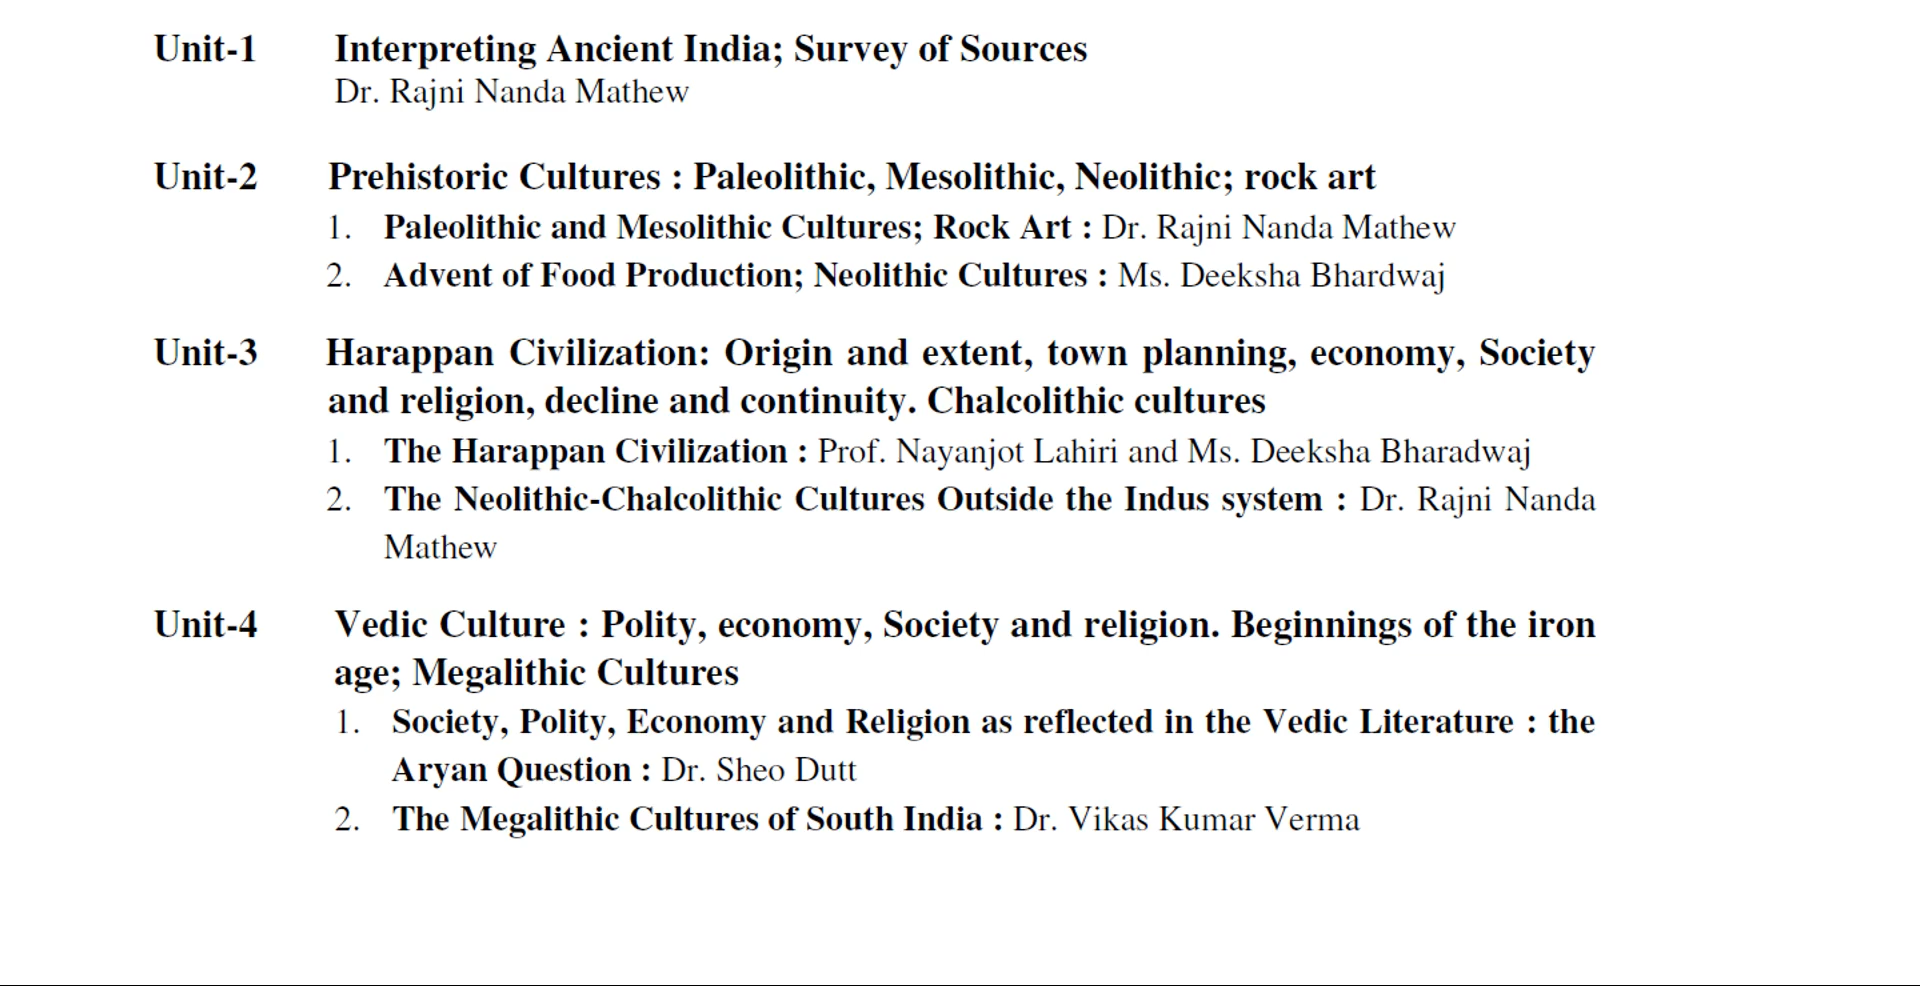 Unit-1 Interpreting Ancient India; Survey of Sources
Dr. Rajni Nanda Mathew
Unit-2 Prehistoric Cultures : Paleolithic, Mesolithic, Neolithic; rock art
1. Paleolithic and Mesolithic Cultures; Rock Art : Dr. Rajni Nanda Mathew
2. Advent of Food Production; Neolithic Cultures : Ms. Deeksha Bhardwaj
Unit-3 Harappan Civilization: Origin and extent, town planning, economy, Society
and religion, decline and continuity. Chalcolithic cultures
1. The Harappan Civilization : Prof. Nayanjot Lahiri and Ms. Deeksha Bharadwaj
2. The Neolithic-Chalcolithic Cultures Outside the Indus system : Dr. Rajni Nanda
Mathew
Unit-4 Vedic Culture : Polity, economy, Society and religion. Beginnings of the iron
age; Megalithic Cultures
1. Society, Polity, Economy and Religion as reflected in the Vedic Literature : the
Aryan Question : Dr. Sheo Dutt
2. The Megalithic Cultures of South India : Dr. Vikas Kumar Verma